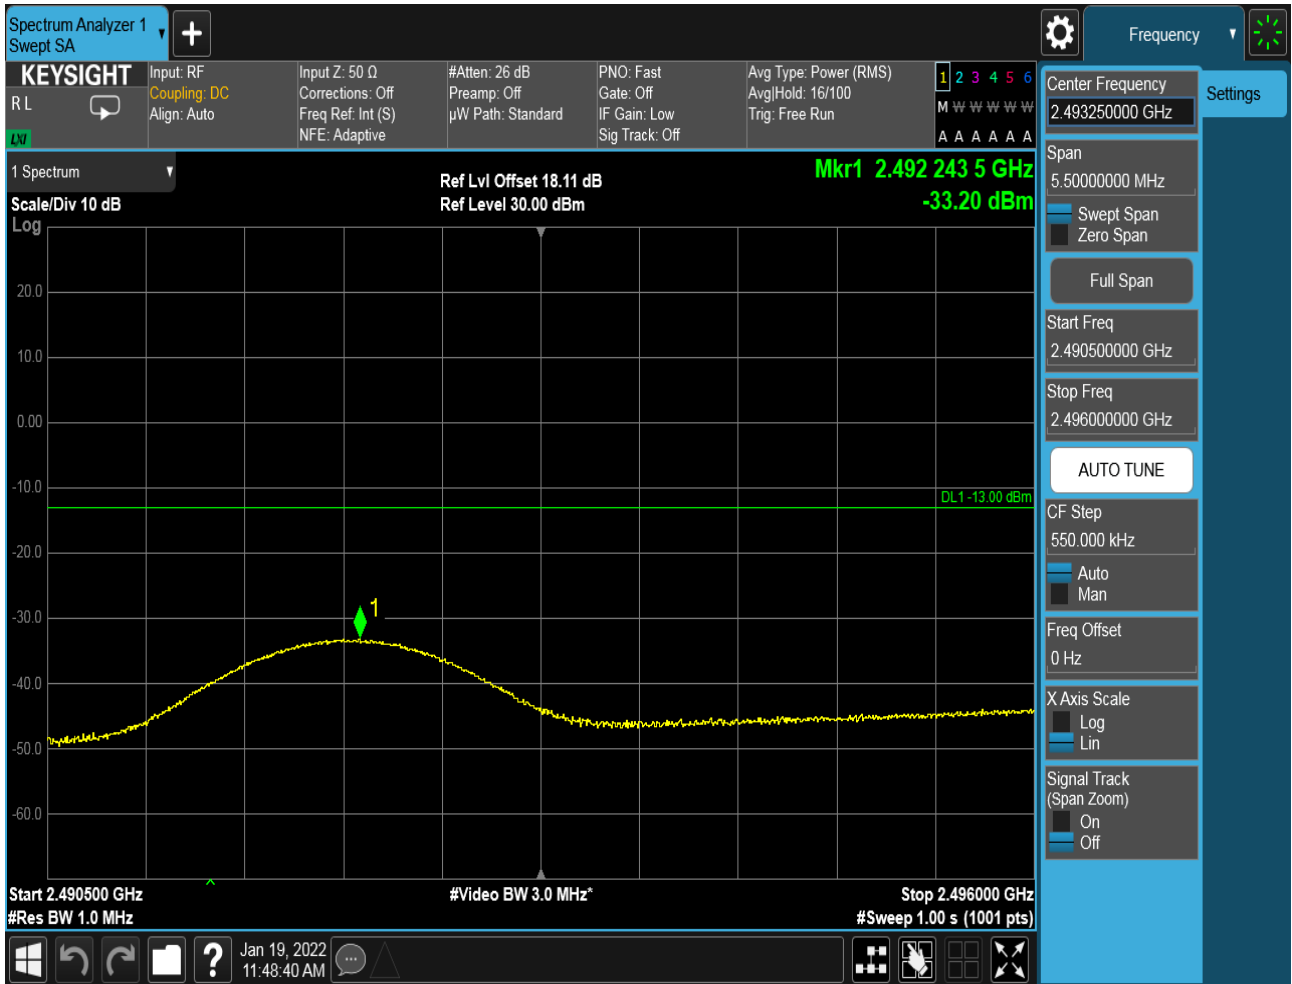 Spectrum Analyzer 1
Swept SA
Frequency
KEYSIGHT
R L
LXI
Input: RF
Coupling: DC
Align: Auto
Input Z: 50 Ω
Corrections: Off
Freq Ref: Int (S)
NFE: Adaptive
#Atten: 26 dB
Preamp: Off
µW Path: Standard
PNO: Fast
Gate: Off
IF Gain: Low
Sig Track: Off
Avg Type: Power (RMS)
Avg|Hold: 16/100
Trig: Free Run
1 2 3 4 5 6
M W W W W W
A A A A A A
1 Spectrum
Scale/Div 10 dB
Log
Ref Lvl Offset 18.11 dB
Ref Level 30.00 dBm
Mkr1 2.492 243 5 GHz
-33.20 dBm
20.0
10.0
0.00
-10.0
DL1 -13.00 dBm
-20.0
1
-30.0
-40.0
-50.0
-60.0
Start 2.490500 GHz
#Video BW 3.0 MHz*
Stop 2.496000 GHz
#Res BW 1.0 MHz
#Sweep 1.00 s (1001 pts)
?
Jan 19, 2022
11:48:40 AM
Center Frequency
2.493250000 GHz
Settings
Span
5.50000000 MHz
Swept Span
Zero Span
Full Span
Start Freq
2.490500000 GHz
Stop Freq
2.496000000 GHz
AUTO TUNE
CF Step
550.000 kHz
Auto
Man
Freq Offset
0 Hz
X Axis Scale
Log
Lin
Signal Track
(Span Zoom)
On
Off